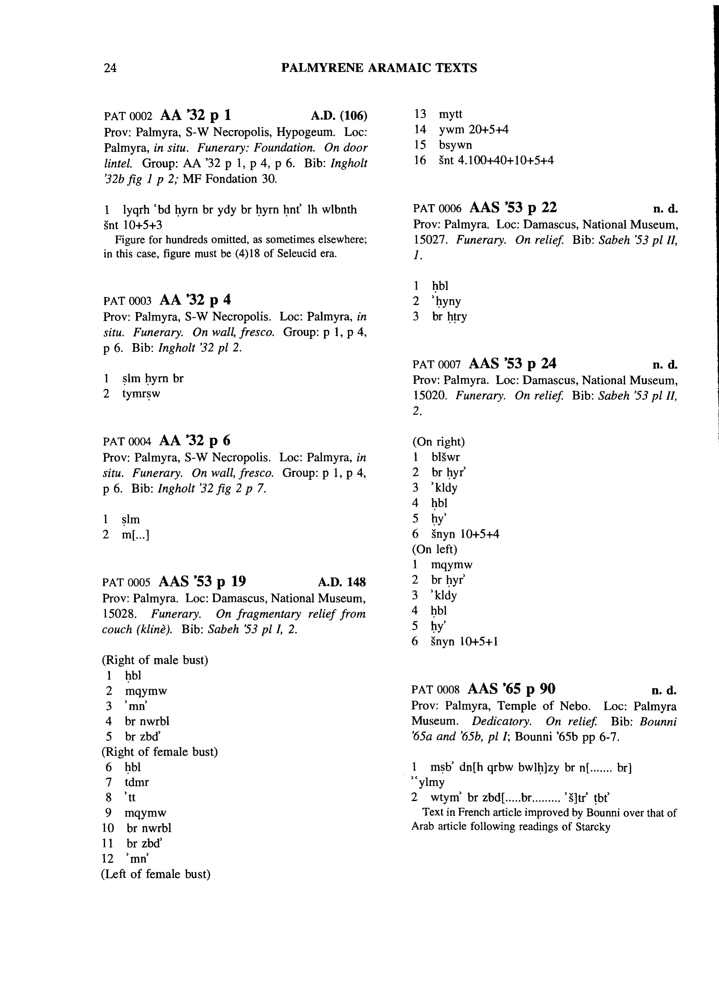 24
PALMYRENE ARAMAIC TEXTS
PAT 0002 AA ’32 p 1 A.D. (106)
Prov: Palmyra, S-W Necropolis, Hypogeum. Loc:
Palmyra, in situ. Funerary: Foundation. On door
lintel. Group: AA ’32 p 1, p 4, p 6. Bib: Ingholt
’32b fig 1 p 2; MF Fondation 30.
1 lyqrh ʿbd ḥyrn br ydy br ḥyrn ḥntʾ lh wlbnth
šnt 10+5+3
Figure for hundreds omitted, as sometimes elsewhere;
in this case, figure must be (4)18 of Seleucid era.
PAT 0003 AA ’32 p 4
Prov: Palmyra, S-W Necropolis. Loc: Palmyra, in
situ. Funerary. On wall, fresco. Group: p 1, p 4,
p 6. Bib: Ingholt ’32 pl 2.
1 ṣlm ḥyrn br
2 tymrṣw
PAT 0004 AA ’32 p 6
Prov: Palmyra, S-W Necropolis. Loc: Palmyra, in
situ. Funerary. On wall, fresco. Group: p 1, p 4,
p 6. Bib: Ingholt ’32 fig 2 p 7.
1 ṣlm
2 m[...]
PAT 0005 AAS ’53 p 19 A.D. 148
Prov: Palmyra. Loc: Damascus, National Museum,
15028. Funerary. On fragmentary relief from
couch (klinè). Bib: Sabeh ’53 pl I, 2.
(Right of male bust)
1 ḥbl
2 mqymw
3 ʾmnʾ
4 br nwrbl
5 br zbdʾ
(Right of female bust)
6 ḥbl
7 tdmr
8 ʾtt
9 mqymw
10 br nwrbl
11 br zbdʾ
12 ʾmnʾ
(Left of female bust)
13 mytt
14 ywm 20+5+4
15 bsywn
16 šnt 4.100+40+10+5+4
PAT 0006 AAS ’53 p 22 n. d.
Prov: Palmyra. Loc: Damascus, National Museum,
15027. Funerary. On relief. Bib: Sabeh ’53 pl II,
1.
1 ḥbl
2 ʾḥyny
3 br ḥṭry
PAT 0007 AAS ’53 p 24 n. d.
Prov: Palmyra. Loc: Damascus, National Museum,
15020. Funerary. On relief. Bib: Sabeh ’53 pl II,
2.
(On right)
1 blšwr
2 br ḥyrʾ
3 ʾkldy
4 ḥbl
5 ḥyʾ
6 šnyn 10+5+4
(On left)
1 mqymw
2 br ḥyrʾ
3 ʾkldy
4 ḥbl
5 ḥyʾ
6 šnyn 10+5+1
PAT 0008 AAS ’65 p 90 n. d.
Prov: Palmyra, Temple of Nebo. Loc: Palmyra
Museum. Dedicatory. On relief. Bib: Bounni
’65a and ’65b, pl I; Bounni ’65b pp 6-7.
1 mṣbʾ dn[h qrbw bwlḥ]zy br n[....... br]
ʾʿylmy
2 wtymʾ br zbd[.....br......... ʾš]trʾ ṭbtʾ
Text in French article improved by Bounni over that of
Arab article following readings of Starcky